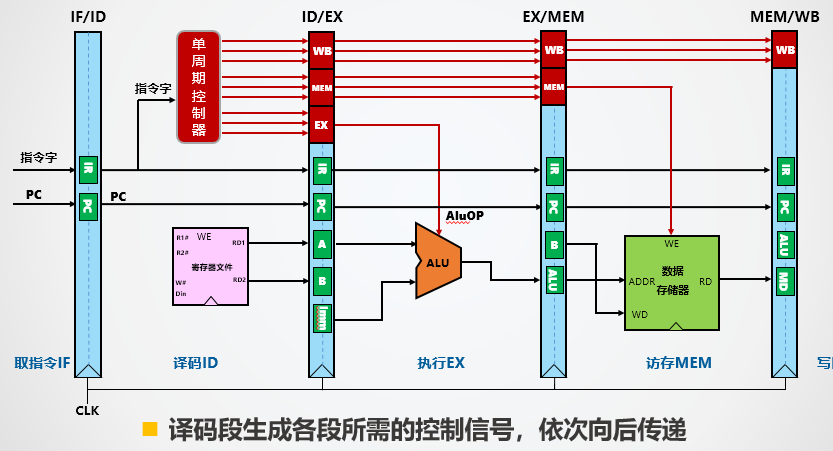 IF/ID
ID/EX
EX/MEM
MEM/WB
单周期控制器
WB
WB
WB
MEM
MEM
EX
指令字
指令字
IR
IR
IR
IR
PC
PC
PC
PC
PC
PC
AluOP
R1#
WE
RD1
R2#
寄存器文件
RD2
W#
Din
A
B
Imm
ALU
B
ALU
WE
数据
存储器
ADDR
RD
WD
ALU
MD
取指令IF
译码ID
执行EX
访存MEM
写
CLK
译码段生成各段所需的控制信号，依次向后传递